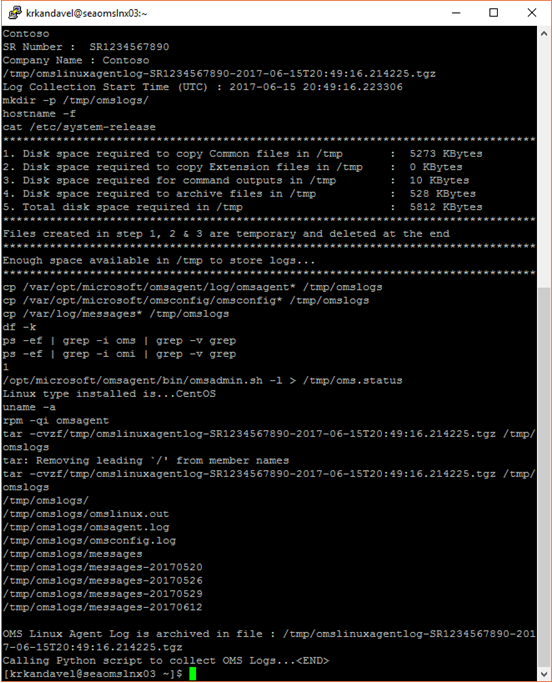 krkandavel@seaomslnx03:~
Contoso
SR Number :  SR1234567890
Company Name : Contoso
/tmp/omslinuxagentlog-SR1234567890-2017-06-15T20:49:16.214225.tgz
Log Collection Start Time (UTC) : 2017-06-15 20:49:16.223306
mkdir -p /tmp/omslogs/
hostname -f
cat /etc/system-release
********************************************************************************
1. Disk space required to copy Common files in /tmp       :  5273 KBytes
2. Disk space required to copy Extension files in /tmp    :  0 KBytes
3. Disk space required for command outputs in /tmp        :  10 KBytes
4. Disk space required to archive files in /tmp           :  528 KBytes
5. Total disk space required in /tmp                      :  5812 KBytes
********************************************************************************
Files created in step 1, 2 & 3 are temporary and deleted at the end
********************************************************************************
Enough space available in /tmp to store logs...
********************************************************************************
cp /var/opt/microsoft/omsagent/log/omsagent* /tmp/omslogs
cp /var/opt/microsoft/omsconfig/omsconfig* /tmp/omslogs
cp /var/log/messages* /tmp/omslogs
df -k
ps -ef | grep -i oms | grep -v grep
ps -ef | grep -i omi | grep -v grep
1
/opt/microsoft/omsagent/bin/omsadmin.sh -l > /tmp/oms.status
Linux type installed is...CentOS
uname -a
rpm -qi omsagent
tar -cvzf/tmp/omslinuxagentlog-SR1234567890-2017-06-15T20:49:16.214225.tgz /tmp/
omslogs
tar: Removing leading `/' from member names
tar -cvzf/tmp/omslinuxagentlog-SR1234567890-2017-06-15T20:49:16.214225.tgz /tmp/
omslogs
/tmp/omslogs/
/tmp/omslogs/omslinux.out
/tmp/omslogs/omsagent.log
/tmp/omslogs/omsconfig.log
/tmp/omslogs/messages
/tmp/omslogs/messages-20170520
/tmp/omslogs/messages-20170526
/tmp/omslogs/messages-20170529
/tmp/omslogs/messages-20170612
OMS Linux Agent Log is archived in file : /tmp/omslinuxagentlog-SR1234567890-201
7-06-15T20:49:16.214225.tgz
Calling Python script to collect OMS Logs...<END>
[krkandavel@seaomslnx03 ~]$